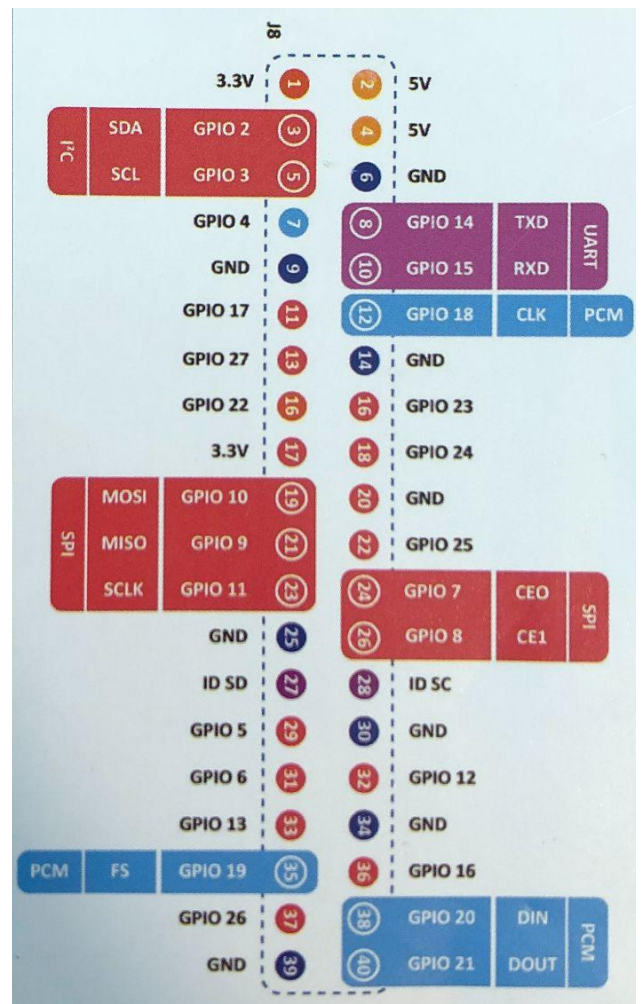 J8
3.3V 1 2 5V
I²C SDA GPIO 2 3 4 5V
SCL GPIO 3 5 6 GND
GPIO 4 7 8 GPIO 14 TXD UART
GND 9 10 GPIO 15 RXD
GPIO 17 11 12 GPIO 18 CLK PCM
GPIO 27 13 14 GND
GPIO 22 16 16 GPIO 23
3.3V 17 18 GPIO 24
SPI MOSI GPIO 10 19 20 GND
MISO GPIO 9 21 22 GPIO 25
SCLK GPIO 11 23 24 GPIO 7 CEO SPI
GND 25 26 GPIO 8 CE1
ID SD 27 28 ID SC
GPIO 5 29 30 GND
GPIO 6 31 32 GPIO 12
GPIO 13 33 34 GND
PCM FS GPIO 19 35 36 GPIO 16
GPIO 26 37 38 GPIO 20 DIN PCM
GND 39 40 GPIO 21 DOUT